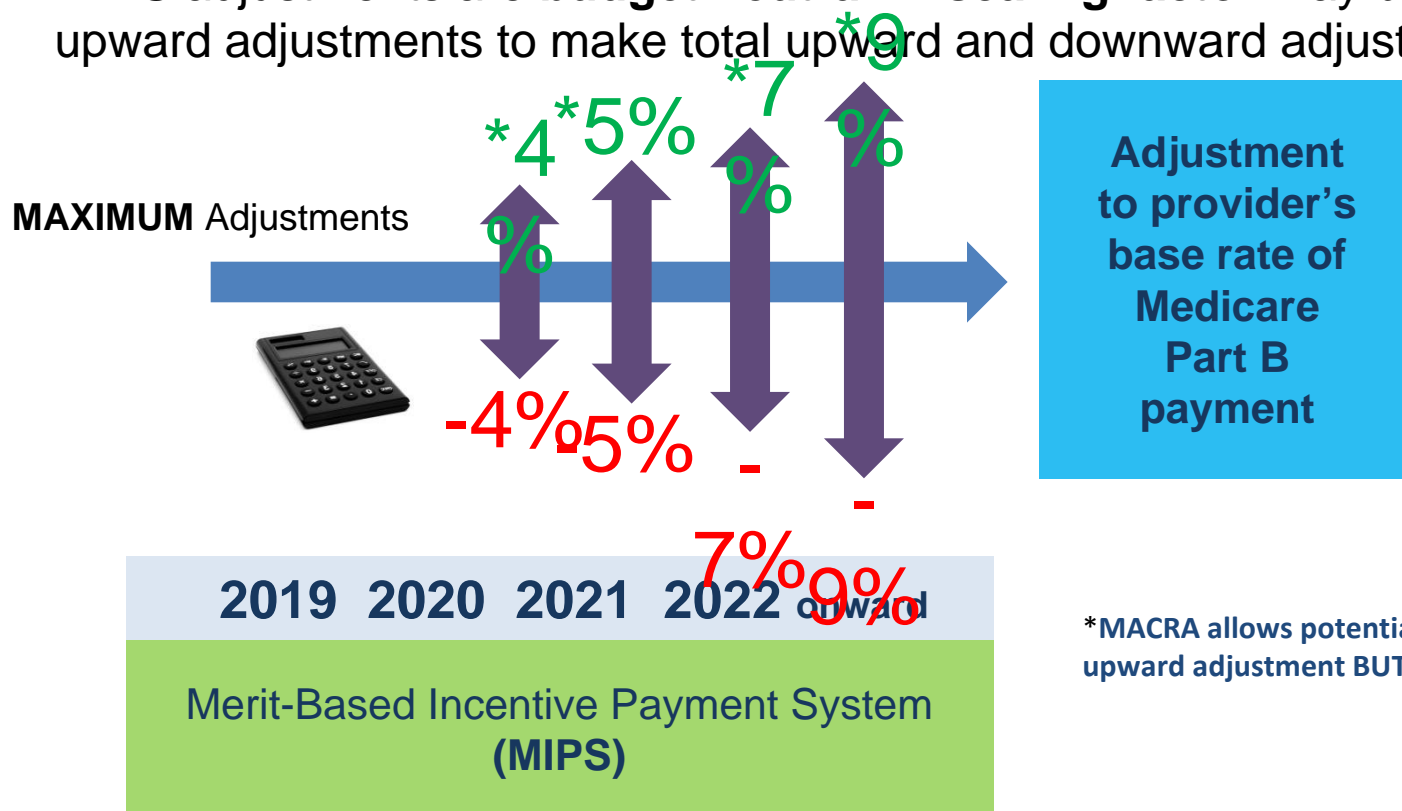 upward adjustments to make total upward and downward adjust
*4
%
*5%
*7
%
*9
%
MAXIMUM Adjustments
-4%
-5%
-
7%
-
9%
Adjustment
to provider's
base rate of
Medicare
Part B
payment
2019 2020 2021 2022 onward
Merit-Based Incentive Payment System
(MIPS)
*MACRA allows potentia
upward adjustment BUT